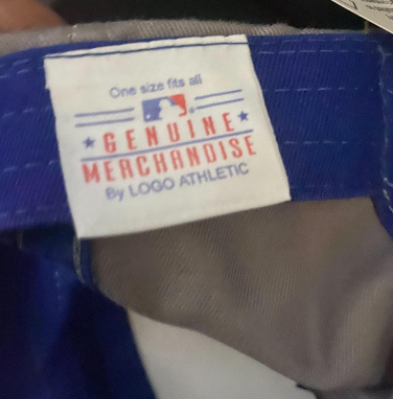 One size fits all
GENUINE
MERCHANDISE
By LOGO ATHLETIC